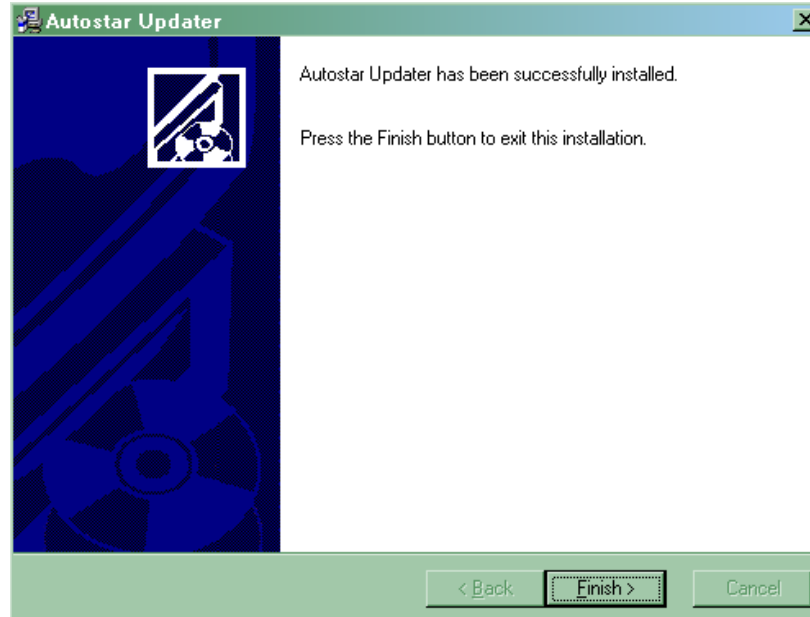 Autostar Updater
Autostar Updater has been successfully installed.
Press the Finish button to exit this installation.
< Back Finish > Cancel